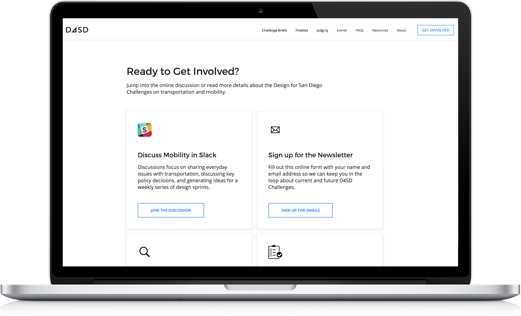 D4SD
Challenge Briefs Finalists Judging Events FAQs Resources About GET INVOLVED
Ready to Get Involved?
Jump into the online discussion or read more details about the Design for San Diego
Challenges on transportation and mobility.
Discuss Mobility in Slack
Discussions focus on sharing everyday
issues with transportation, discussing key
policy decisions, and generating ideas for a
weekly series of design sprints.
JOIN THE DISCUSSION
Sign up for the Newsletter
Fill out this online form with your name and
email address so we can keep you in the
loop about current and future D4SD
Challenges.
SIGN UP FOR EMAILS